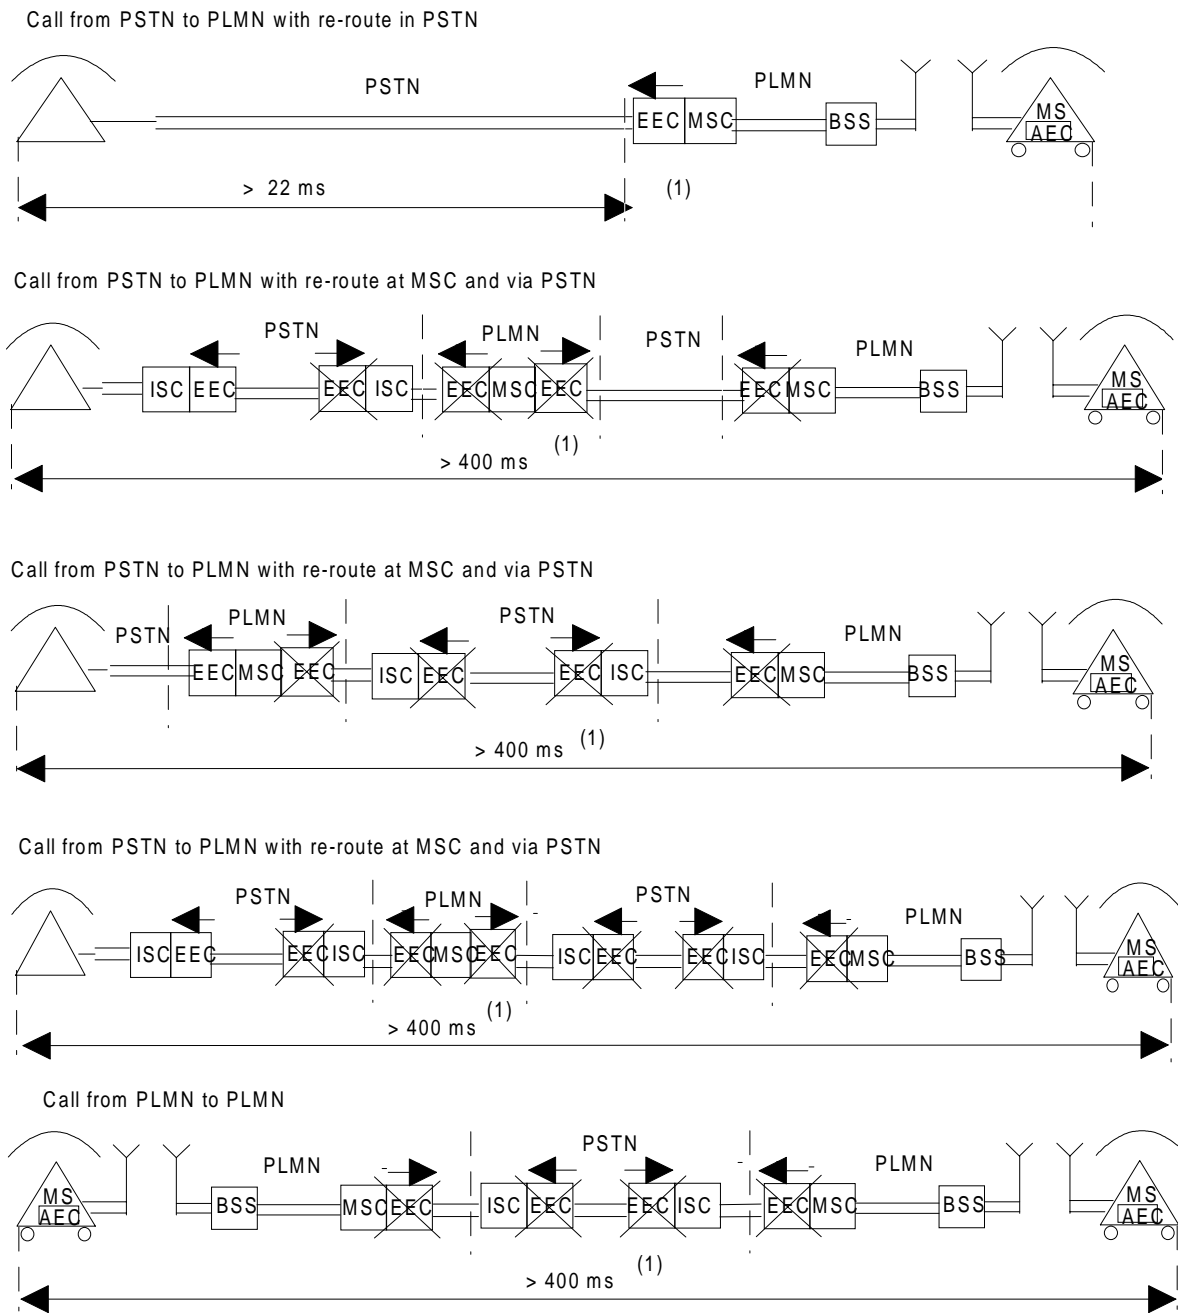 Call from PSTN to PLMN with re-route in PSTN
PSTN PLMN
EEC MSC BSS MS
AEC
> 22 ms (1)
Call from PSTN to PLMN with re-route at MSC and via PSTN
PSTN PLMN PSTN PLMN
ISC EEC EEC ISC EEC MSC EEC EEC MSC BSS MS
AEC
(1)
> 400 ms
Call from PSTN to PLMN with re-route at MSC and via PSTN
PSTN PLMN PSTN PLMN
EEC MSC EEC ISC EEC EEC ISC EEC MSC BSS MS
AEC
(1)
> 400 ms
Call from PSTN to PLMN with re-route at MSC and via PSTN
PSTN PLMN PSTN PLMN
ISC EEC EEC ISC EEC MSC EEC ISC EEC EEC ISC EEC MSC BSS MS
AEC
(1)
> 400 ms
Call from PLMN to PLMN
PLMN PSTN PLMN
MS BSS MSC EEC ISC EEC EEC ISC EEC MSC BSS MS
AEC AEC
(1)
> 400 ms